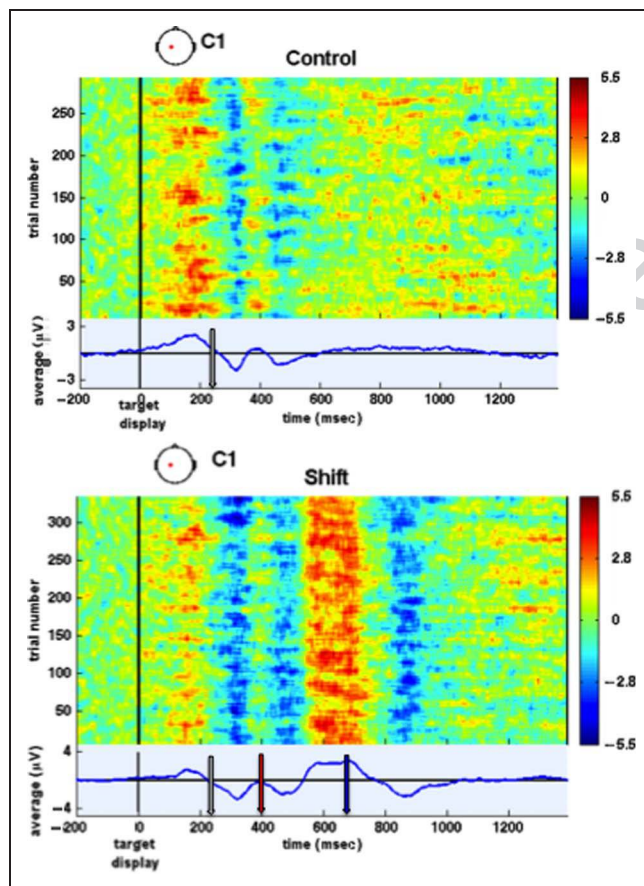 C1
Control
5.5
2.8
0
−2.8
−5.5
trial number
250
200
150
100
50
average (µV)
3
−3
−200 0 200 400 600 800 1000 1200
target
display
time (msec)
C1
Shift
5.5
2.8
0
−2.8
−5.5
trial number
300
250
200
150
100
50
average (µV)
4
−4
−200 0 200 400 600 800 1000 1200
target
display
time (msec)